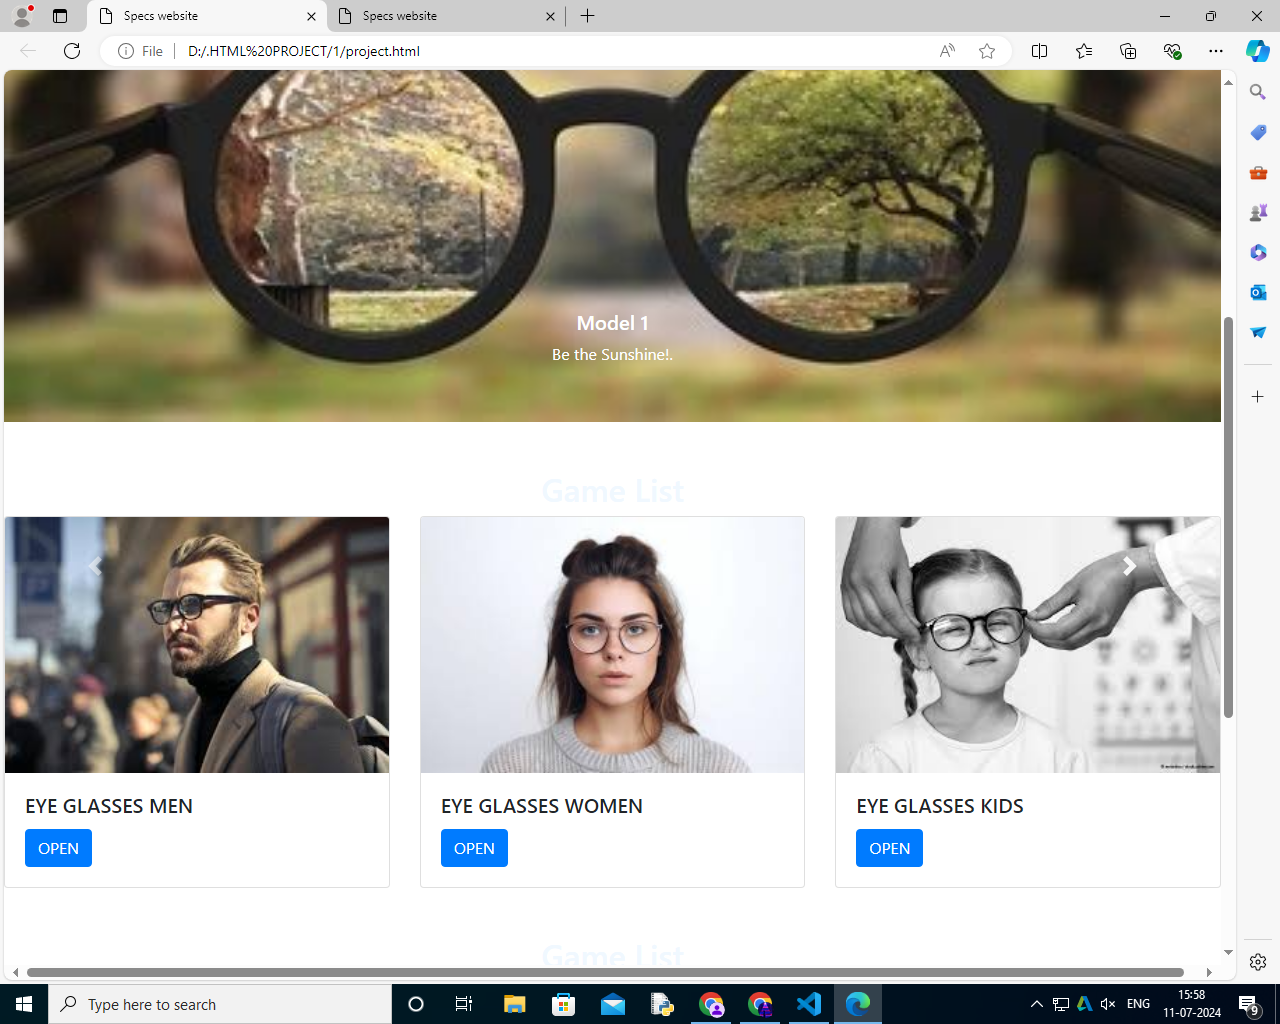 Specs website
Specs website
File
D:/.HTML%20PROJECT/1/project.html
Model 1
Be the Sunshine!.
Game List
EYE GLASSES MEN
OPEN
EYE GLASSES WOMEN
OPEN
EYE GLASSES KIDS
OPEN
Game List
Type here to search
ENG
15:58
11-07-2024
9